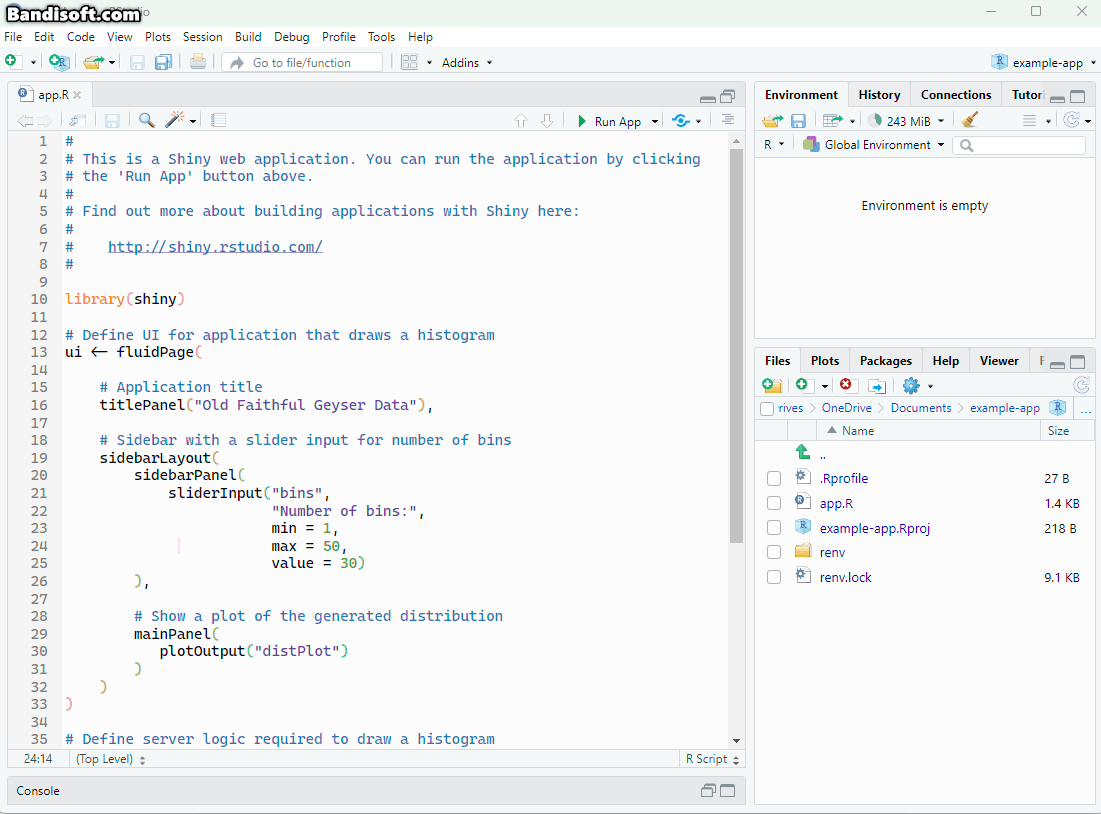 Bandisoft.com
File Edit Code View Plots Session Build Debug Profile Tools Help
Go to file/function Addins example-app
app.R
Run App
1 #
2 # This is a Shiny web application. You can run the application by clicking
3 # the 'Run App' button above.
4 #
5 # Find out more about building applications with Shiny here:
6 #
7 #    http://shiny.rstudio.com/
8 #
9
10 library(shiny)
11
12 # Define UI for application that draws a histogram
13 ui <- fluidPage(
14
15     # Application title
16     titlePanel("Old Faithful Geyser Data"),
17
18     # Sidebar with a slider input for number of bins
19     sidebarLayout(
20         sidebarPanel(
21             sliderInput("bins",
22                         "Number of bins:",
23                         min = 1,
24                         max = 50,
25                         value = 30)
26         ),
27
28         # Show a plot of the generated distribution
29         mainPanel(
30            plotOutput("distPlot")
31         )
32     )
33 )
34
35 # Define server logic required to draw a histogram
24:14 (Top Level) R Script
Console
Environment History Connections Tutori
243 MiB
R Global Environment
Environment is empty
Files Plots Packages Help Viewer
rives OneDrive Documents example-app ...
Name Size
..
.Rprofile 27 B
app.R 1.4 KB
example-app.Rproj 218 B
renv
renv.lock 9.1 KB